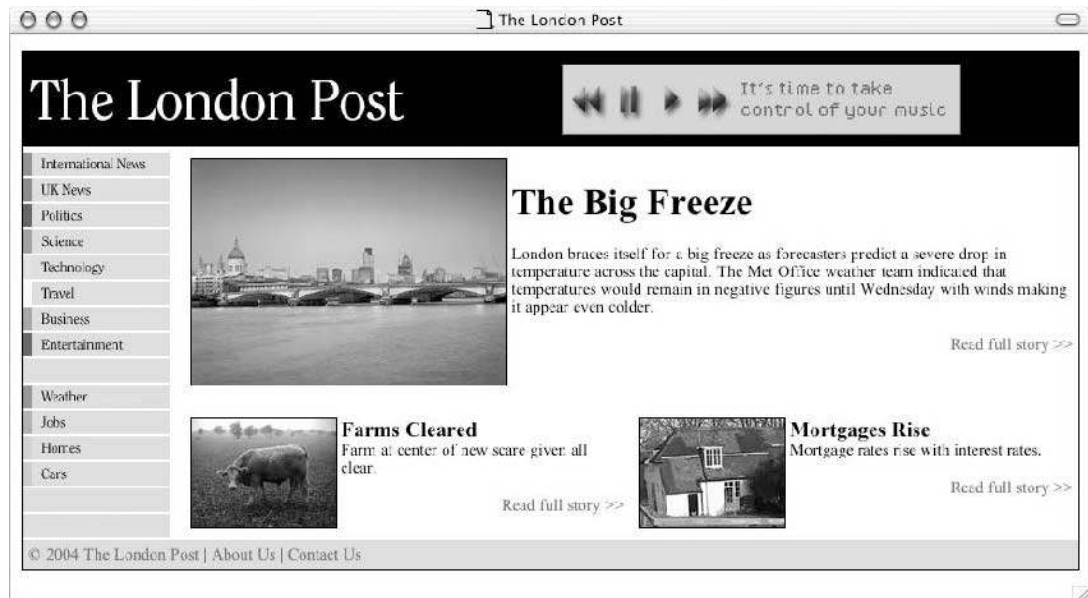 The London Post
The London Post
It's time to take
control of your music
International News
UK News
Politics
Science
Technology
Travel
Business
Entertainment
Weather
Jobs
Homes
Cars
The Big Freeze
London braces itself for a big freeze as forecasters predict a severe drop in
temperature across the capital. The Met Office weather team indicated that
temperatures would remain in negative figures until Wednesday with winds making
it appear even colder.
Read full story >>
Farms Cleared
Farm at center of new scare given all
clear.
Read full story >>
Mortgages Rise
Mortgage rates rise with interest rates.
Read full story >>
© 2004 The London Post | About Us | Contact Us